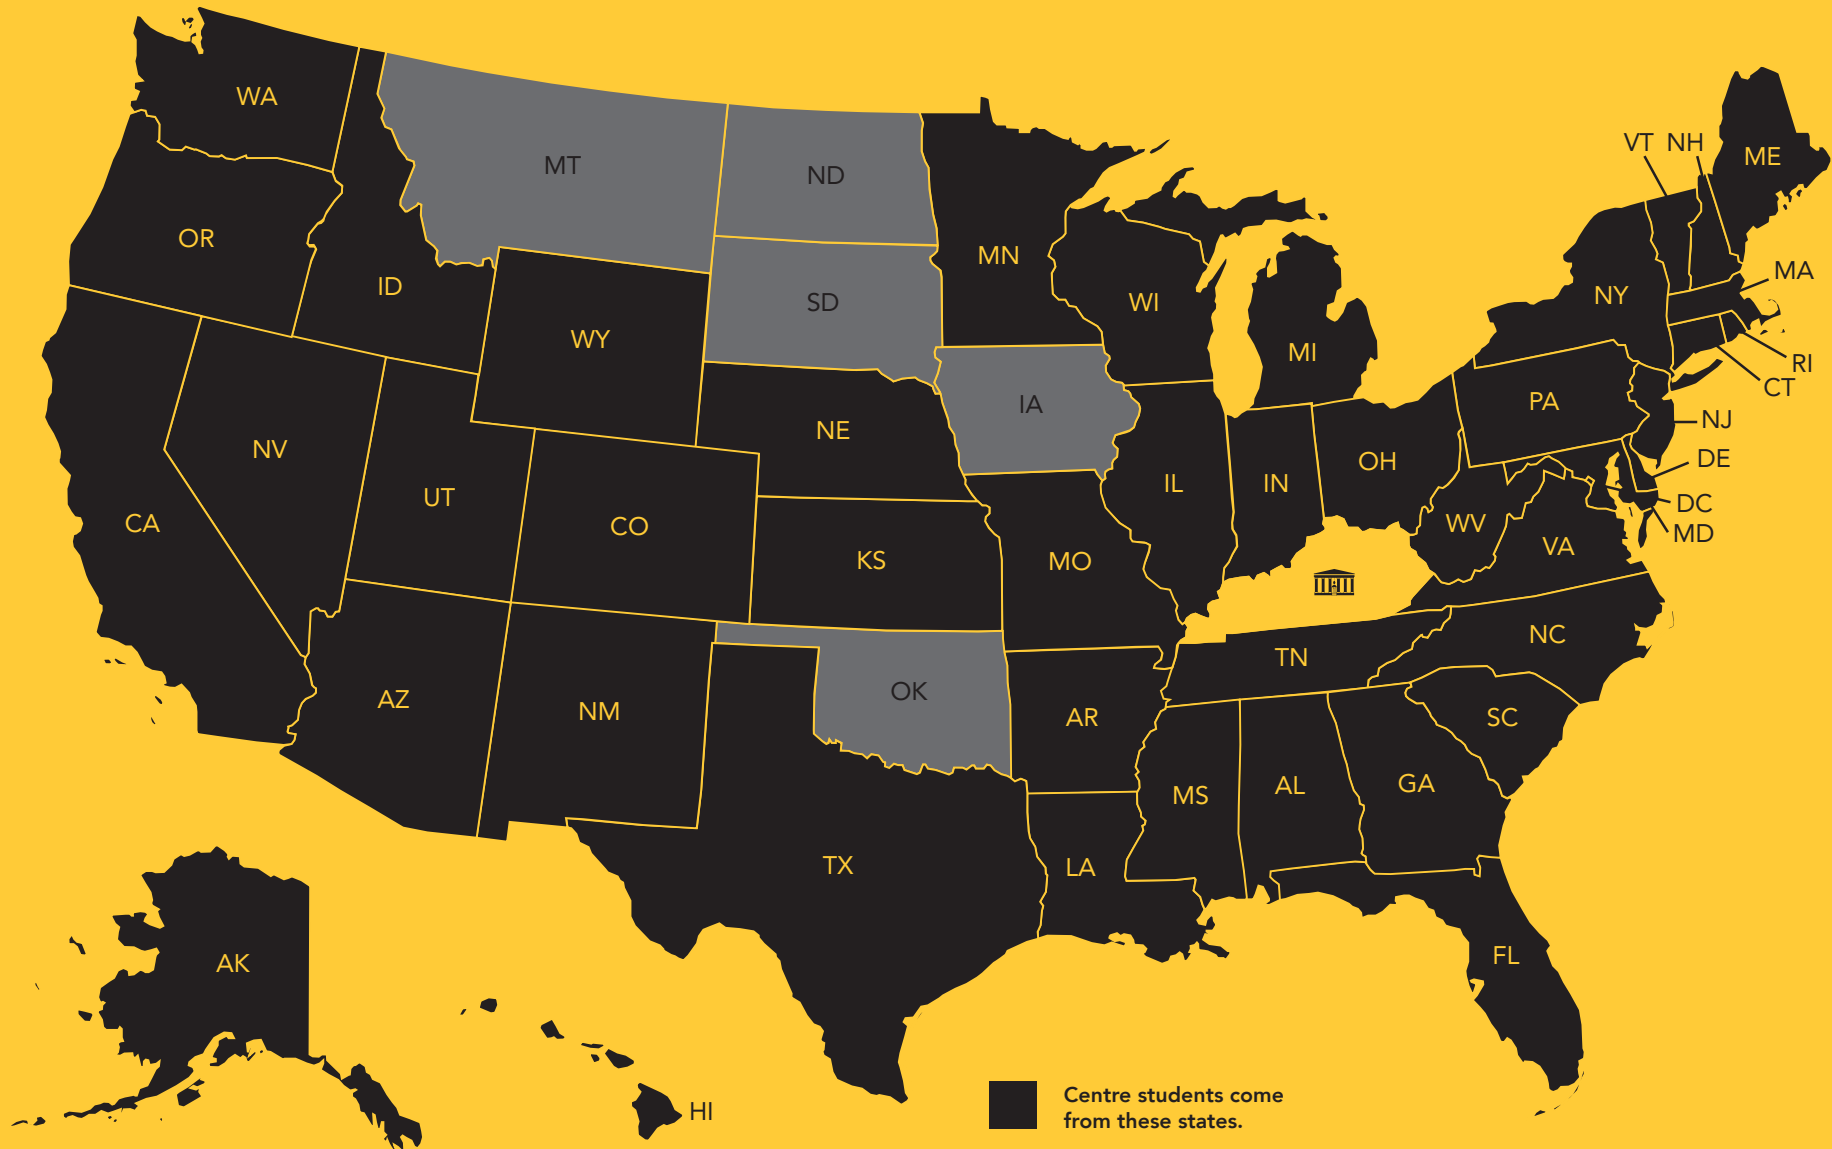 WA
MT
ND
VT NH
ME
OR
ID
MN
SD
WI
MA
NY
WY
MI
RI
CT
IA
PA
NE
NJ
NV
OH
DE
UT
IL
IN
DC
CA
CO
WV
MD
VA
KS
MO
NC
TN
AZ
NM
OK
AR
SC
MS
AL
GA
TX
LA
AK
FL
HI
Centre students come
from these states.